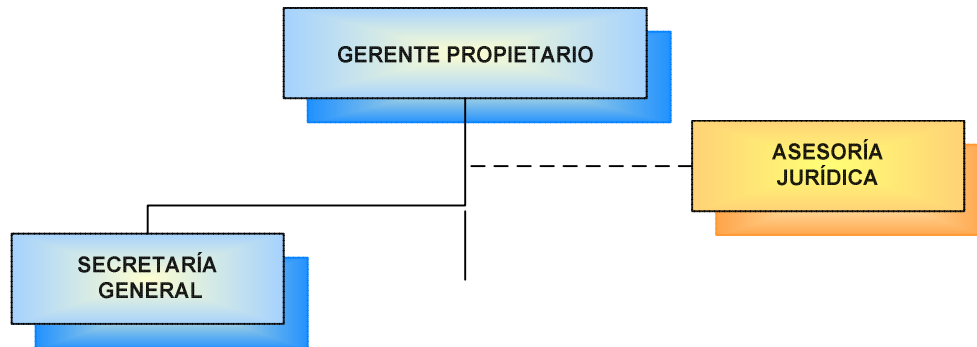 GERENTE PROPIETARIO
ASESORÍA
JURÍDICA
SECRETARÍA
GENERAL